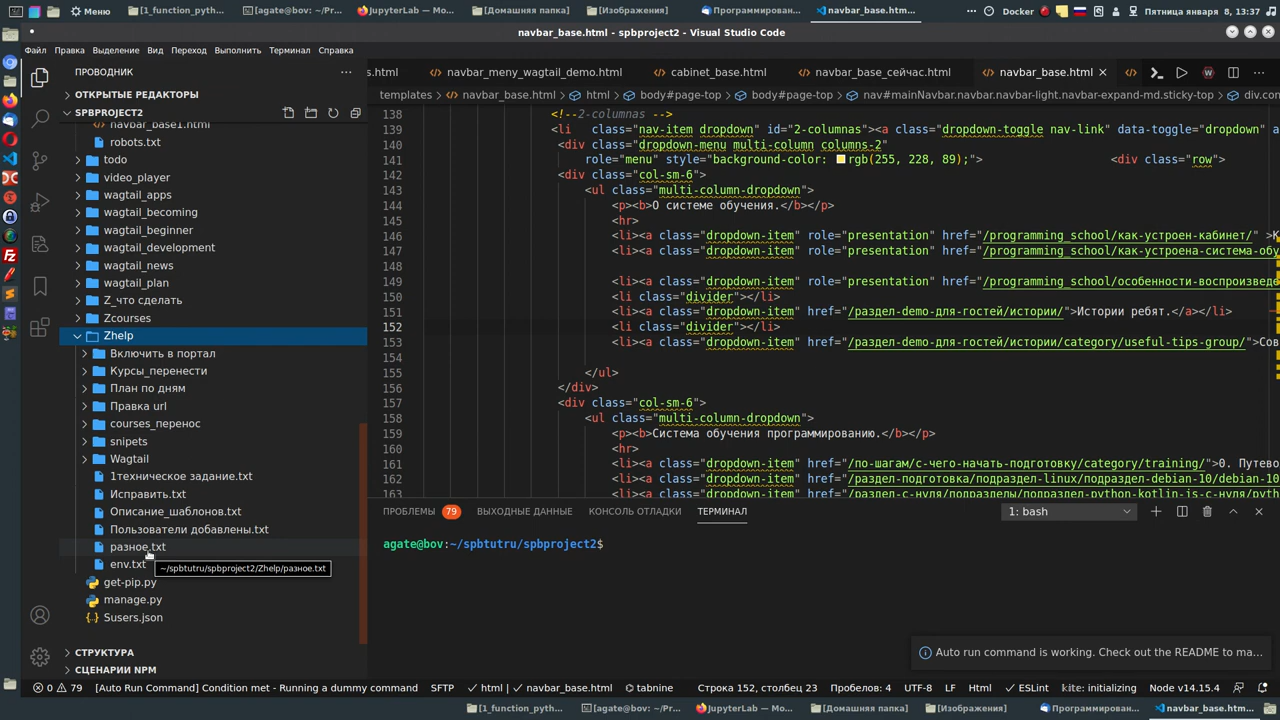 Меню
[1_function_pyth...
[agate@bov: ~/Pr...
JupyterLab — Mo...
[Домашняя папка]
[Изображения]
Программирован...
navbar_base.htm...
Docker
Пятница января 8, 13:37
navbar_base.html - spbproject2 - Visual Studio Code
Файл Правка Выделение Вид Переход Выполнить Терминал Справка
ПРОВОДНИК
s.html navbar_meny_wagtail_demo.html cabinet_base.html navbar_base_сейчас.html navbar_base.html
ОТКРЫТЫЕ РЕДАКТОРЫ
templates > navbar_base.html > html > body#page-top > body#page-top > nav#mainNavbar.navbar.navbar-light.navbar-expand-md.sticky-top > div.con
SPBPROJECT2
navbar_base1.html
robots.txt
todo
video_player
wagtail_apps
wagtail_becoming
wagtail_beginner
wagtail_development
wagtail_news
wagtail_plan
Z_что сделать
Zcourses
Zhelp
Включить в портал
Курсы_перенести
План по дням
Правка url
courses_перенос
snipets
Wagtail
1техническое задание.txt
Исправить.txt
Описание_шаблонов.txt
Пользователи добавлены.txt
разное.txt
env.txt
~/spbtutru/spbproject2/Zhelp/разное.txt
get-pip.py
manage.py
Susers.json
СТРУКТУРА
СЦЕНАРИИ NPM
138 <!--2-columnas -->
139 <li class="nav-item dropdown" id="2-columnas"><a class="dropdown-toggle nav-link" data-toggle="dropdown" a
140 <div class="dropdown-menu multi-column columns-2"
141 role="menu" style="background-color: rgb(255, 228, 89);"> <div class="row">
142 <div class="col-sm-6">
143 <ul class="multi-column-dropdown">
144 <p><b>О системе обучения.</b></p>
145 <hr>
146 <li><a class="dropdown-item" role="presentation" href="/programming_school/как-устроен-кабинет/" >К
147 <li><a class="dropdown-item" role="presentation" href="/programming_school/как-устроена-система-обу
148
149 <li><a class="dropdown-item" role="presentation" href="/programming_school/особенности-воспроизведе
150 <li class="divider"></li>
151 <li><a class="dropdown-item" href="/раздел-demo-для-гостей/истории/">Истории ребят.</a></li>
152 <li class="divider"></li>
153 <li><a class="dropdown-item" href="/раздел-demo-для-гостей/истории/category/useful-tips-group/">Сов
154
155 </ul>
156 </div>
157 <div class="col-sm-6">
158 <ul class="multi-column-dropdown">
159 <p><b>Система обучения программированию.</b></p>
160 <hr>
161 <li><a class="dropdown-item" href="/по-шагам/с-чего-начать-подготовку/category/training/">0. Путево
162 <li><a class="dropdown-item" href="/раздел-подготовка/подраздел-linux/подраздел-debian-10/debian-10
163 <li><a class="dropdown-item" href="/раздел-с-нуля/подразделы/подраздел-python-kotlin-js-с-нуля/pyth
ПРОБЛЕМЫ 79 ВЫХОДНЫЕ ДАННЫЕ КОНСОЛЬ ОТЛАДКИ ТЕРМИНАЛ 1: bash
agate@bov:~/spbtutru/spbproject2$
Auto run command is working. Check out the README to ma...
0 79 [Auto Run Command] Condition met - Running a dummy command SFTP html navbar_base.html tabnine Строка 152, столбец 23 Пробелов: 4 UTF-8 LF Html ESLint kite: initializing Node v14.15.4
[1_function_pyth...
[agate@bov: ~/Pr...
JupyterLab — Mo...
[Домашняя папка]
[Изображения]
Программирован...
navbar_base.htm...